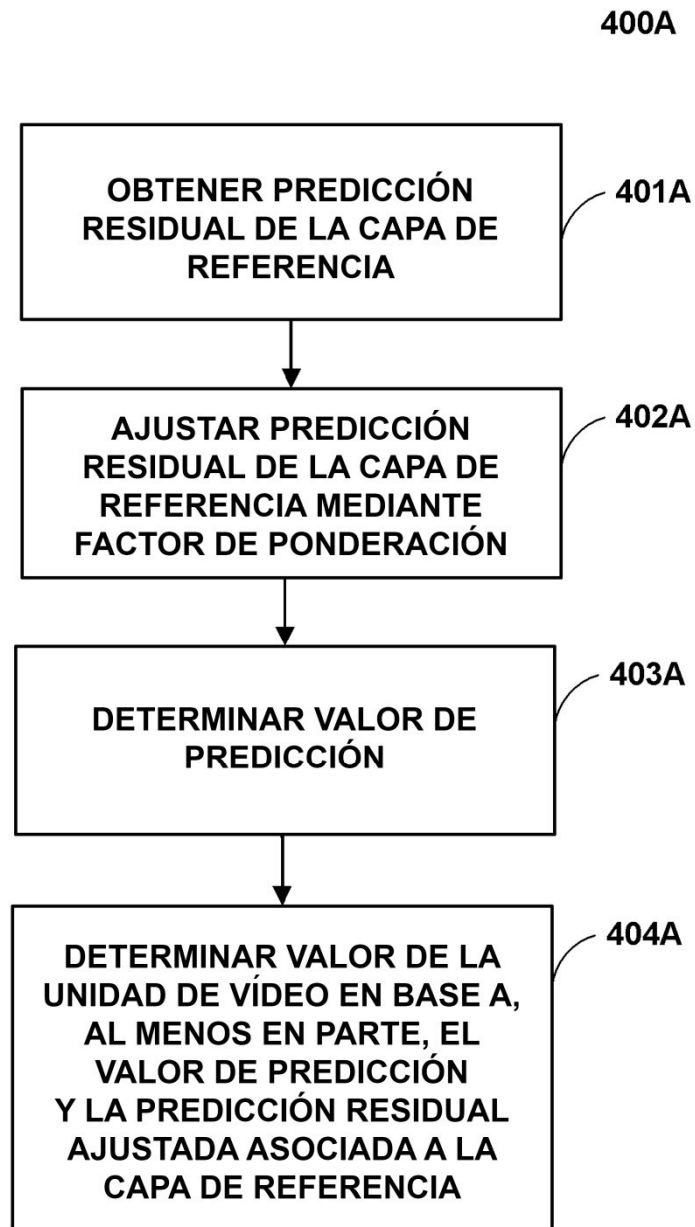 400A
OBTENER PREDICCIÓN
RESIDUAL DE LA CAPA DE
REFERENCIA
401A
AJUSTAR PREDICCIÓN
RESIDUAL DE LA CAPA DE
REFERENCIA MEDIANTE
FACTOR DE PONDERACIÓN
402A
DETERMINAR VALOR DE
PREDICCIÓN
403A
DETERMINAR VALOR DE LA
UNIDAD DE VÍDEO EN BASE A,
AL MENOS EN PARTE, EL
VALOR DE PREDICCIÓN
Y LA PREDICCIÓN RESIDUAL
AJUSTADA ASOCIADA A LA
CAPA DE REFERENCIA
404A